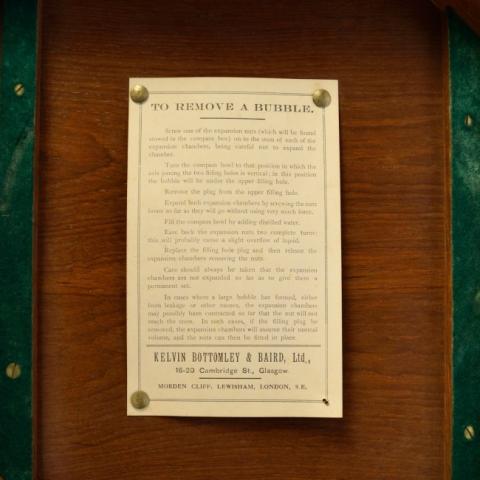 TO REMOVE A BUBBLE.
Screw one of the expansion nuts (which will be found
stowed in the compass box) on to the stem of each of the
expansion chambers, being careful not to expand the
chamber.
Turn the compass bowl to that position in which the
axis joining the two filling holes is vertical; in this position
the bubble will be under the upper filling hole.
Remove the plug from the upper filling hole.
Expand both expansion chambers by screwing the nuts
down as far as they will go without using very much force.
Fill the compass bowl by adding distilled water.
Ease back the expansion nuts two complete turns:
this will probably cause a slight overflow of liquid.
Replace the filling hole plug and then release the
expansion chambers removing the nuts.
Care should always be taken that the expansion
chambers are not expanded so far as to give them a
permanent set.
In cases where a large bubble has formed, either
from leakage or other causes, the expansion chambers
may possibly have contracted so far that the nut will not
reach the stem. In such cases, if the filling plug be
removed, the expansion chambers will assume their normal
volume, and the nuts can then be fitted in place.
KELVIN BOTTOMLEY & BAIRD, Ltd.,
16-20 Cambridge St., Glasgow.
MORDEN CLIFF, LEWISHAM, LONDON, S.E.